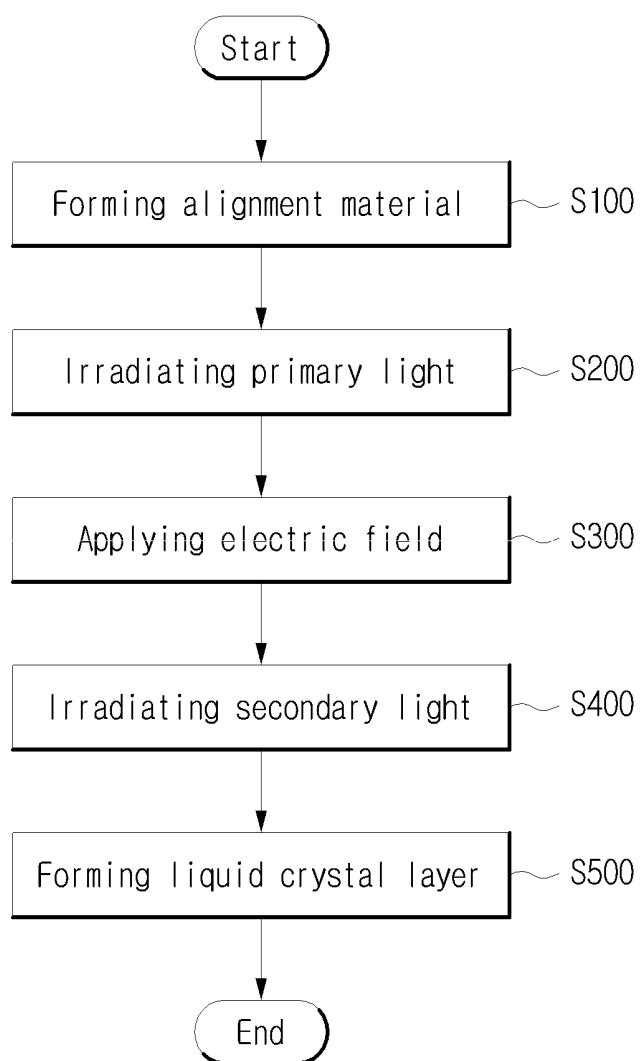 Start
Forming alignment material
S100
Irradiating primary light
S200
Applying electric field
S300
Irradiating secondary light
S400
Forming liquid crystal layer
S500
End